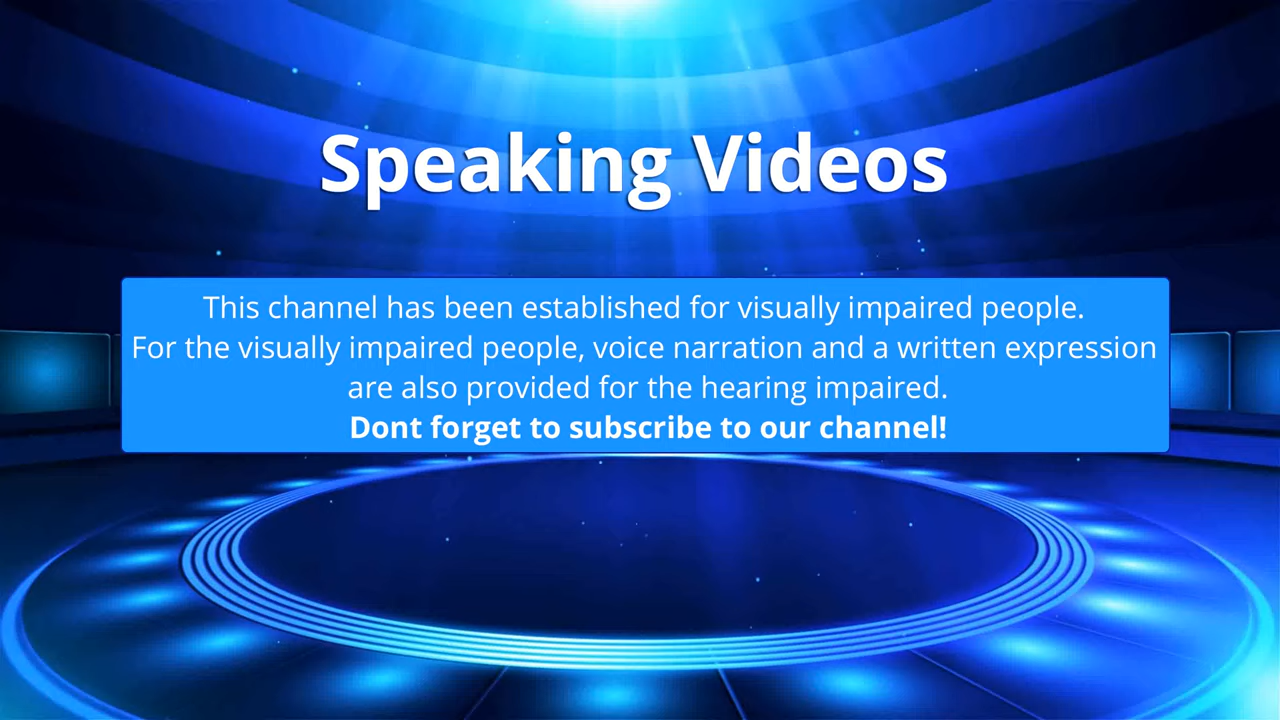 Speaking Videos
This channel has been established for visually impaired people.
For the visually impaired people, voice narration and a written expression
are also provided for the hearing impaired.
Dont forget to subscribe to our channel!